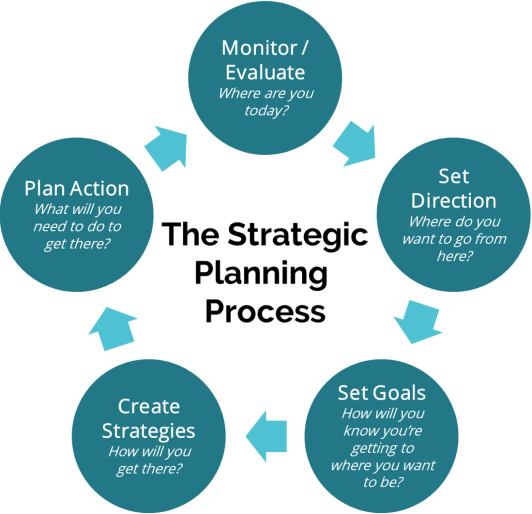 Monitor /
Evaluate
Where are you
today?
Set
Direction
Where do you
want to go from
here?
Set Goals
How will you
know you're
getting to
where you want
to be?
Create
Strategies
How will you
get there?
Plan Action
What will you
need to do to
get there?
The Strategic
Planning
Process